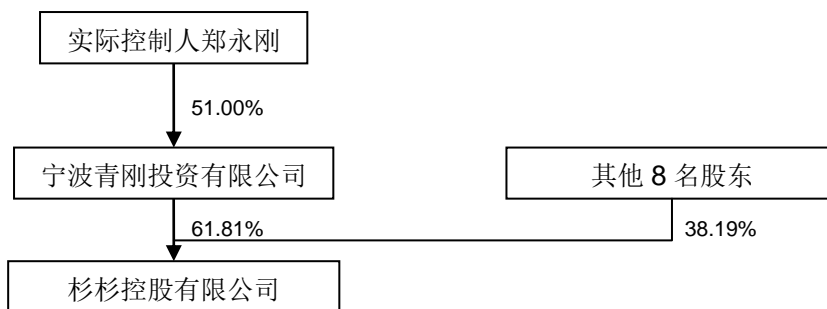 实际控制人郑永刚
51.00%
宁波青刚投资有限公司
其他 8 名股东
61.81%
38.19%
杉杉控股有限公司